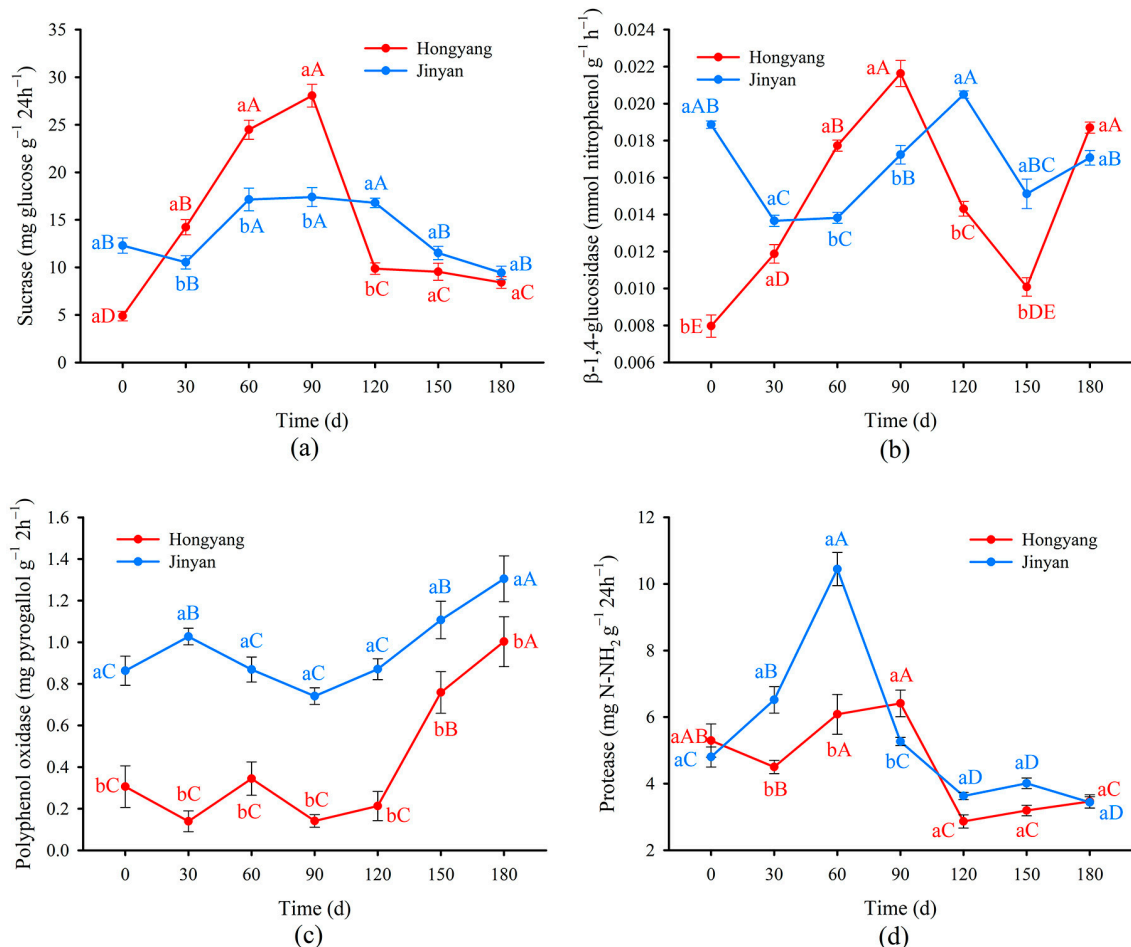 35
30
25
20
15
10
5
0
Sucrase (mg glucose g⁻¹ 24h⁻¹)
Hongyang
Jinyan
aA
aA
aB
aA
aB
aB
bA
bA
aB
bB
bC
aC
aC
aD
0 30 60 90 120 150 180
Time (d)
(a)
0.024
0.022
0.020
0.018
0.016
0.014
0.012
0.010
0.008
0.006
β-1,4-glucosidase (mmol nitrophenol g⁻¹ h⁻¹)
Hongyang
Jinyan
aA
aA
aAB
aB
aA
aBC
aB
bB
aC
bC
bC
aD
bDE
bE
0 30 60 90 120 150 180
Time (d)
(b)
1.6
1.4
1.2
1.0
0.8
0.6
0.4
0.2
0.0
Polyphenol oxidase (mg pyrogallol g⁻¹ 2h⁻¹)
Hongyang
Jinyan
aB
aB
aA
aC
aC
aC
aC
bA
bB
bC
bC
bC
bC
bC
0 30 60 90 120 150 180
Time (d)
(c)
12
10
8
6
4
2
Protease (mg N-NH₂ g⁻¹ 24h⁻¹)
Hongyang
Jinyan
aA
aB
aA
aAB
aC
bB
bA
bC
aD
aD
aC
aC
aC
aD
0 30 60 90 120 150 180
Time (d)
(d)